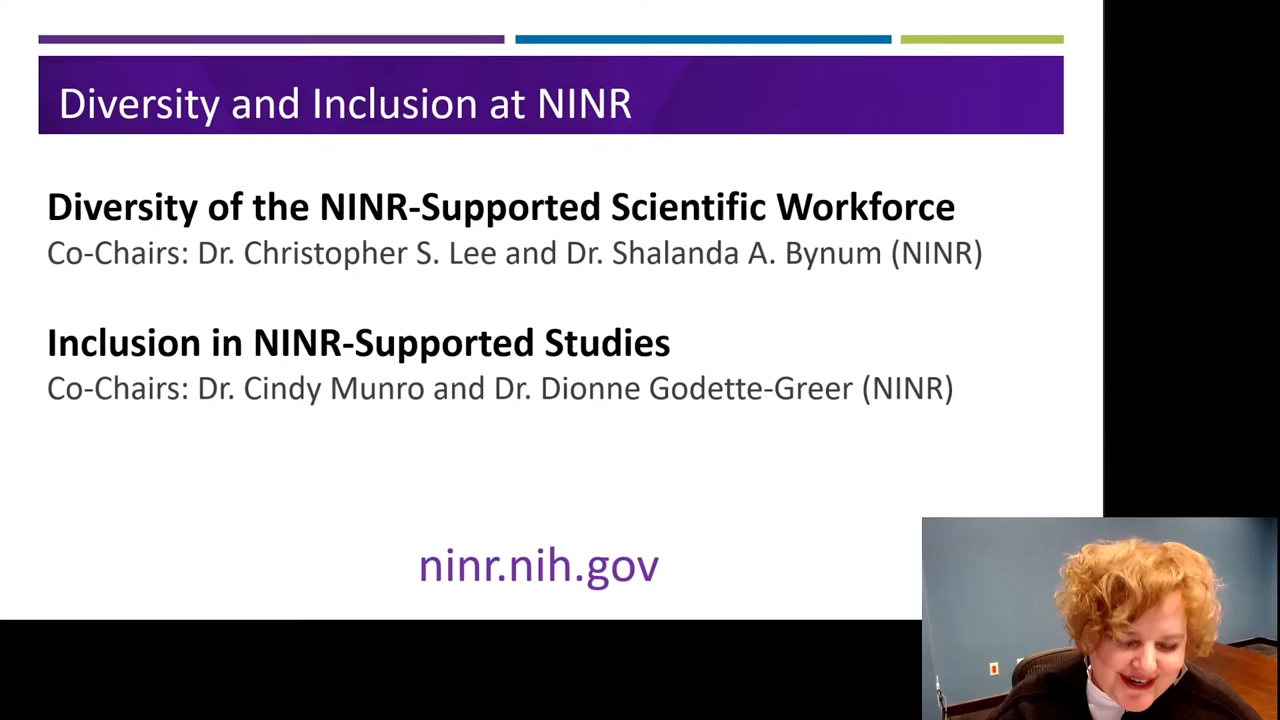 Diversity and Inclusion at NINR
Diversity of the NINR-Supported Scientific Workforce
Co-Chairs: Dr. Christopher S. Lee and Dr. Shalanda A. Bynum (NINR)
Inclusion in NINR-Supported Studies
Co-Chairs: Dr. Cindy Munro and Dr. Dionne Godette-Greer (NINR)
ninr.nih.gov